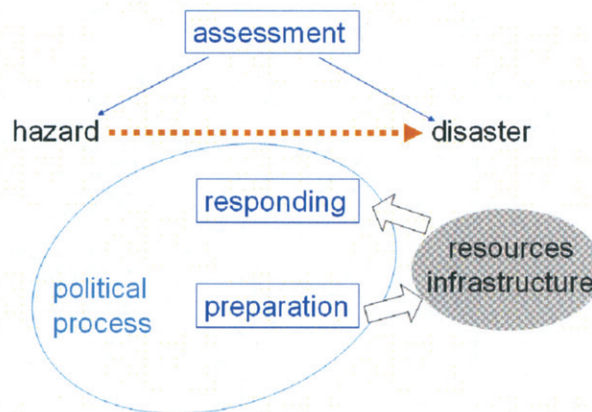 assessment
hazard
disaster
responding
resources
infrastructure
political
process
preparation